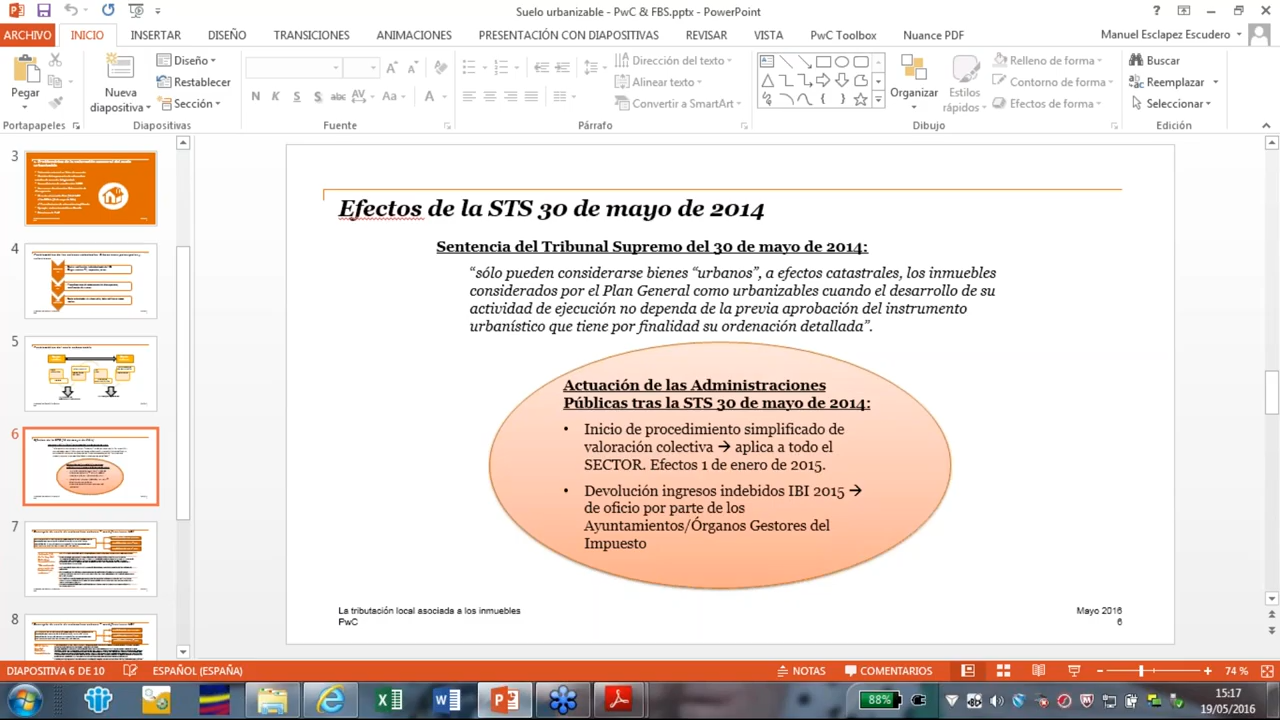 Suelo urbanizable - PwC & FBS.pptx - PowerPoint
ARCHIVO INICIO INSERTAR DISEÑO TRANSICIONES ANIMACIONES PRESENTACIÓN CON DIAPOSITIVAS REVISAR VISTA PwC Toolbox Nuance PDF Manuel Esclapez Escudero
Pegar
Nueva diapositiva
Diseño
Restablecer
Sección
N K S S abc AV Aa A
Dirección del texto
Alinear texto
Convertir a SmartArt
Organizar
Estilos rápidos
Relleno de forma
Contorno de forma
Efectos de forma
Buscar
Reemplazar
Seleccionar
Portapapeles Diapositivas Fuente Párrafo Dibujo Edición
3
4
5
6
7
8
Efectos de la STS 30 de mayo de 2014
Sentencia del Tribunal Supremo del 30 de mayo de 2014:
“sólo pueden considerarse bienes “urbanos”, a efectos catastrales, los inmuebles
considerados por el Plan General como urbanizables cuando el desarrollo de su
actividad de ejecución no dependa de la previa aprobación del instrumento
urbanístico que tiene por finalidad su ordenación detallada”.
Actuación de las Administraciones
Públicas tras la STS 30 de mayo de 2014:
• Inicio de procedimiento simplificado de
valoración colectiva → aplica a todo el
SECTOR. Efectos 1 de enero de 2015.
• Devolución ingresos indebidos IBI 2015 →
de oficio por parte de los
Ayuntamientos/Órganos Gestores del
Impuesto
La tributación local asociada a los inmuebles
PwC
Mayo 2016
6
DIAPOSITIVA 6 DE 10 ESPAÑOL (ESPAÑA) NOTAS COMENTARIOS 74 %
88%
15:17
19/05/2016